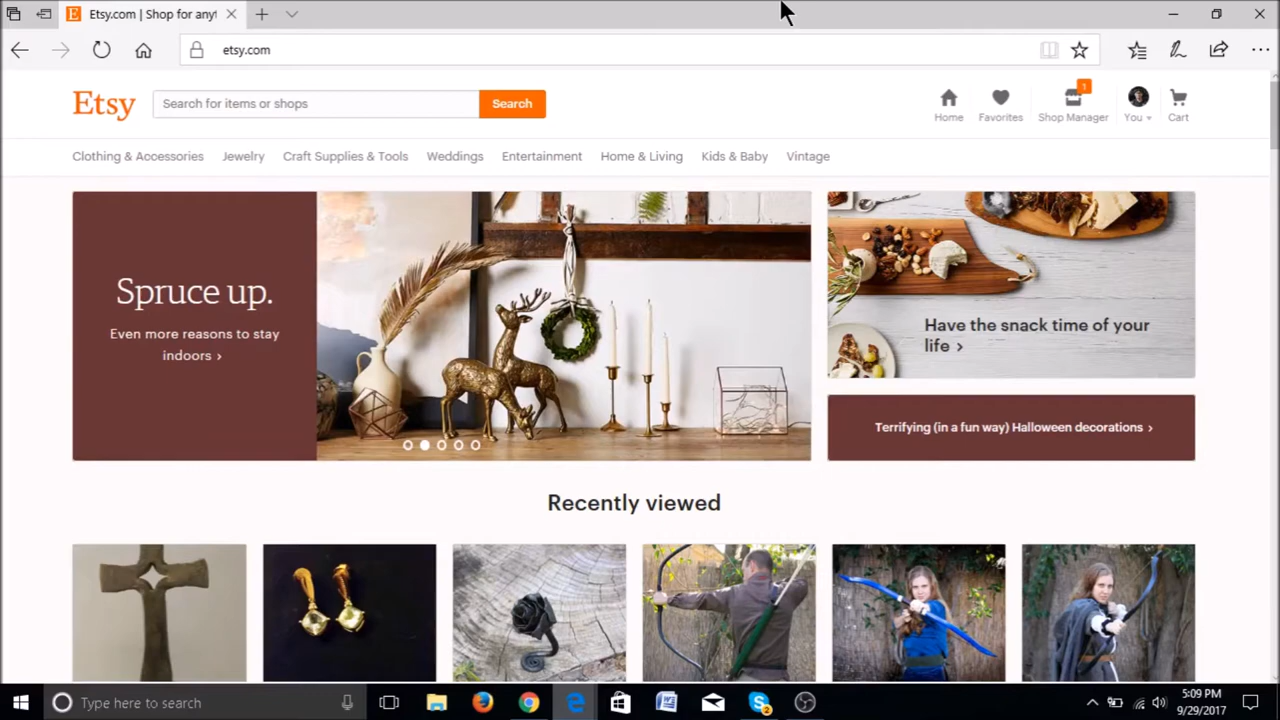 Etsy.com | Shop for any
etsy.com
Etsy
Search for items or shops
Search
1
Home
Favorites
Shop Manager
You
Cart
Clothing & Accessories
Jewelry
Craft Supplies & Tools
Weddings
Entertainment
Home & Living
Kids & Baby
Vintage
Spruce up.
Even more reasons to stay
indoors ›
Have the snack time of your
life ›
Terrifying (in a fun way) Halloween decorations ›
Recently viewed
Type here to search
2
5:09 PM
9/29/2017